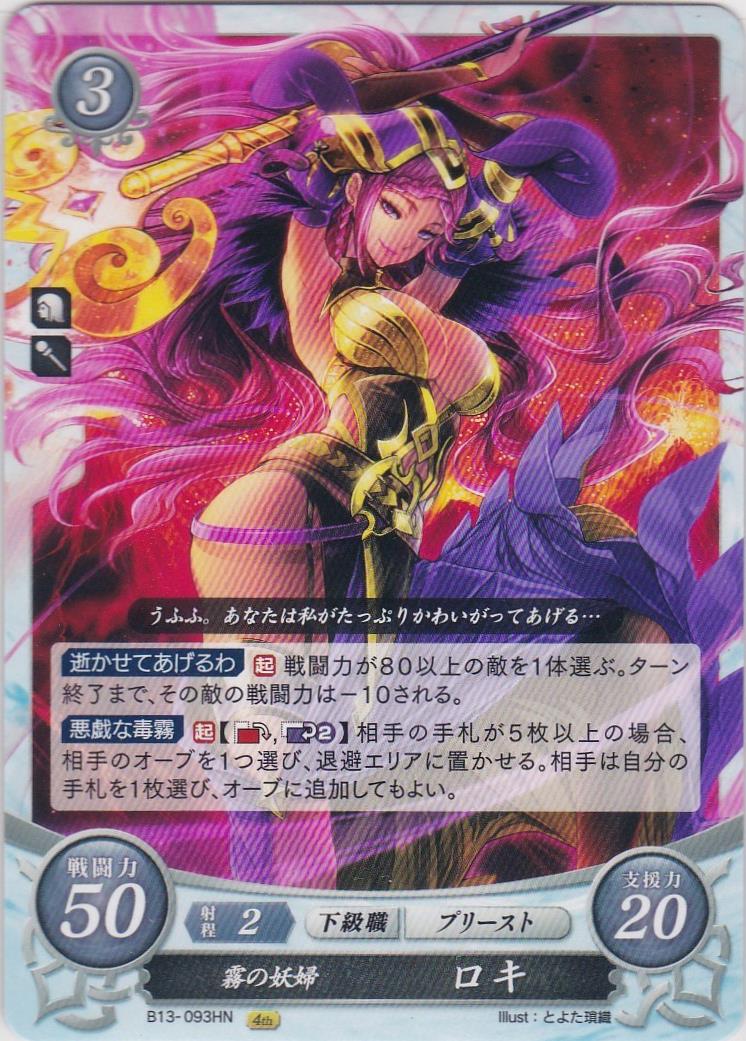 3
うふふ。あなたは私がたっぷりかわいがってあげる…
逝かせてあげるわ 起 戦闘力が80以上の敵を1体選ぶ。ターン
終了まで、その敵の戦闘力は－10される。
悪戯な毒霧 起【 , 2】相手の手札が5枚以上の場合、
相手のオーブを1つ選び、退避エリアに置かせる。相手は自分の
手札を1枚選び、オーブに追加してもよい。
戦闘力
50
射程 2
下級職 プリースト
支援力
20
霧の妖婦 ロキ
B13-093HN 4th
Illust：とよた瑣織